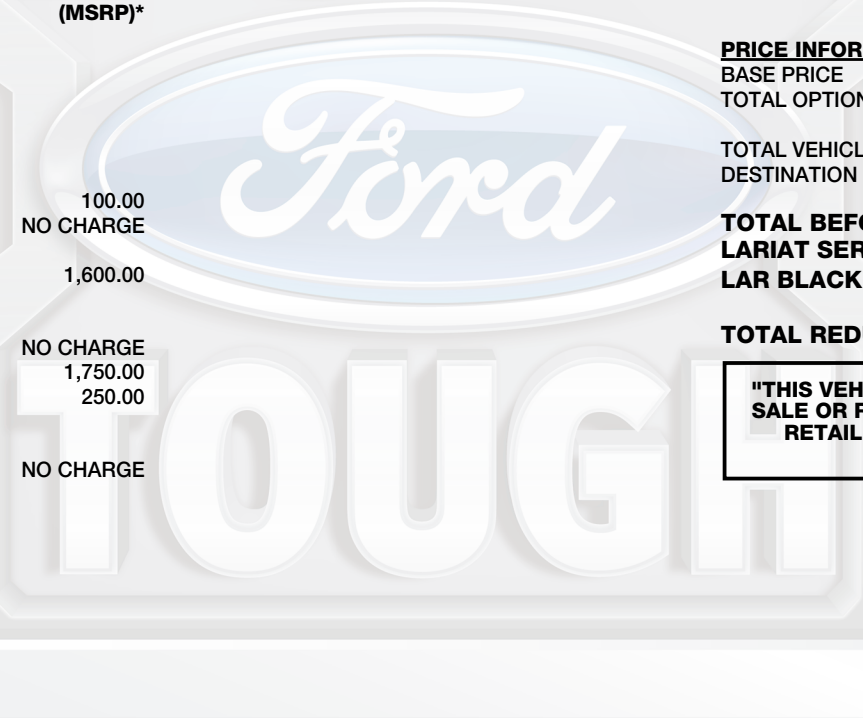 (MSRP)*
100.00
NO CHARGE
1,600.00
NO CHARGE
1,750.00
250.00
NO CHARGE
Ford
TOUGH
PRICE INFOR
BASE PRICE
TOTAL OPTION
TOTAL VEHICL
DESTINATION
TOTAL BEFO
LARIAT SER
LAR BLACK
TOTAL RED
"THIS VEH
SALE OR F
RETAIL